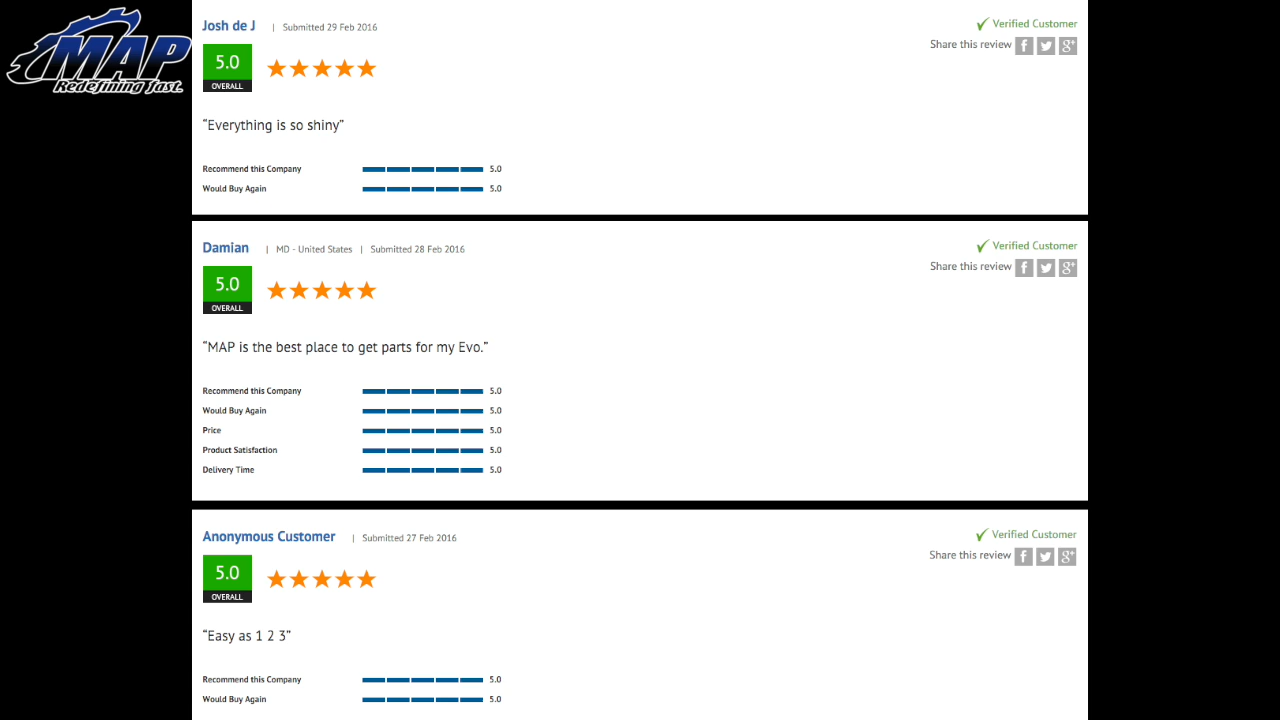 MAP
Redefining fast.
Josh de J | Submitted 29 Feb 2016
Verified Customer
Share this review f g+
5.0
OVERALL
“Everything is so shiny”
Recommend this Company 5.0
Would Buy Again 5.0
Damian | MD - United States | Submitted 28 Feb 2016
Verified Customer
Share this review f g+
5.0
OVERALL
“MAP is the best place to get parts for my Evo.”
Recommend this Company 5.0
Would Buy Again 5.0
Price 5.0
Product Satisfaction 5.0
Delivery Time 5.0
Anonymous Customer | Submitted 27 Feb 2016
Verified Customer
Share this review f g+
5.0
OVERALL
“Easy as 1 2 3”
Recommend this Company 5.0
Would Buy Again 5.0